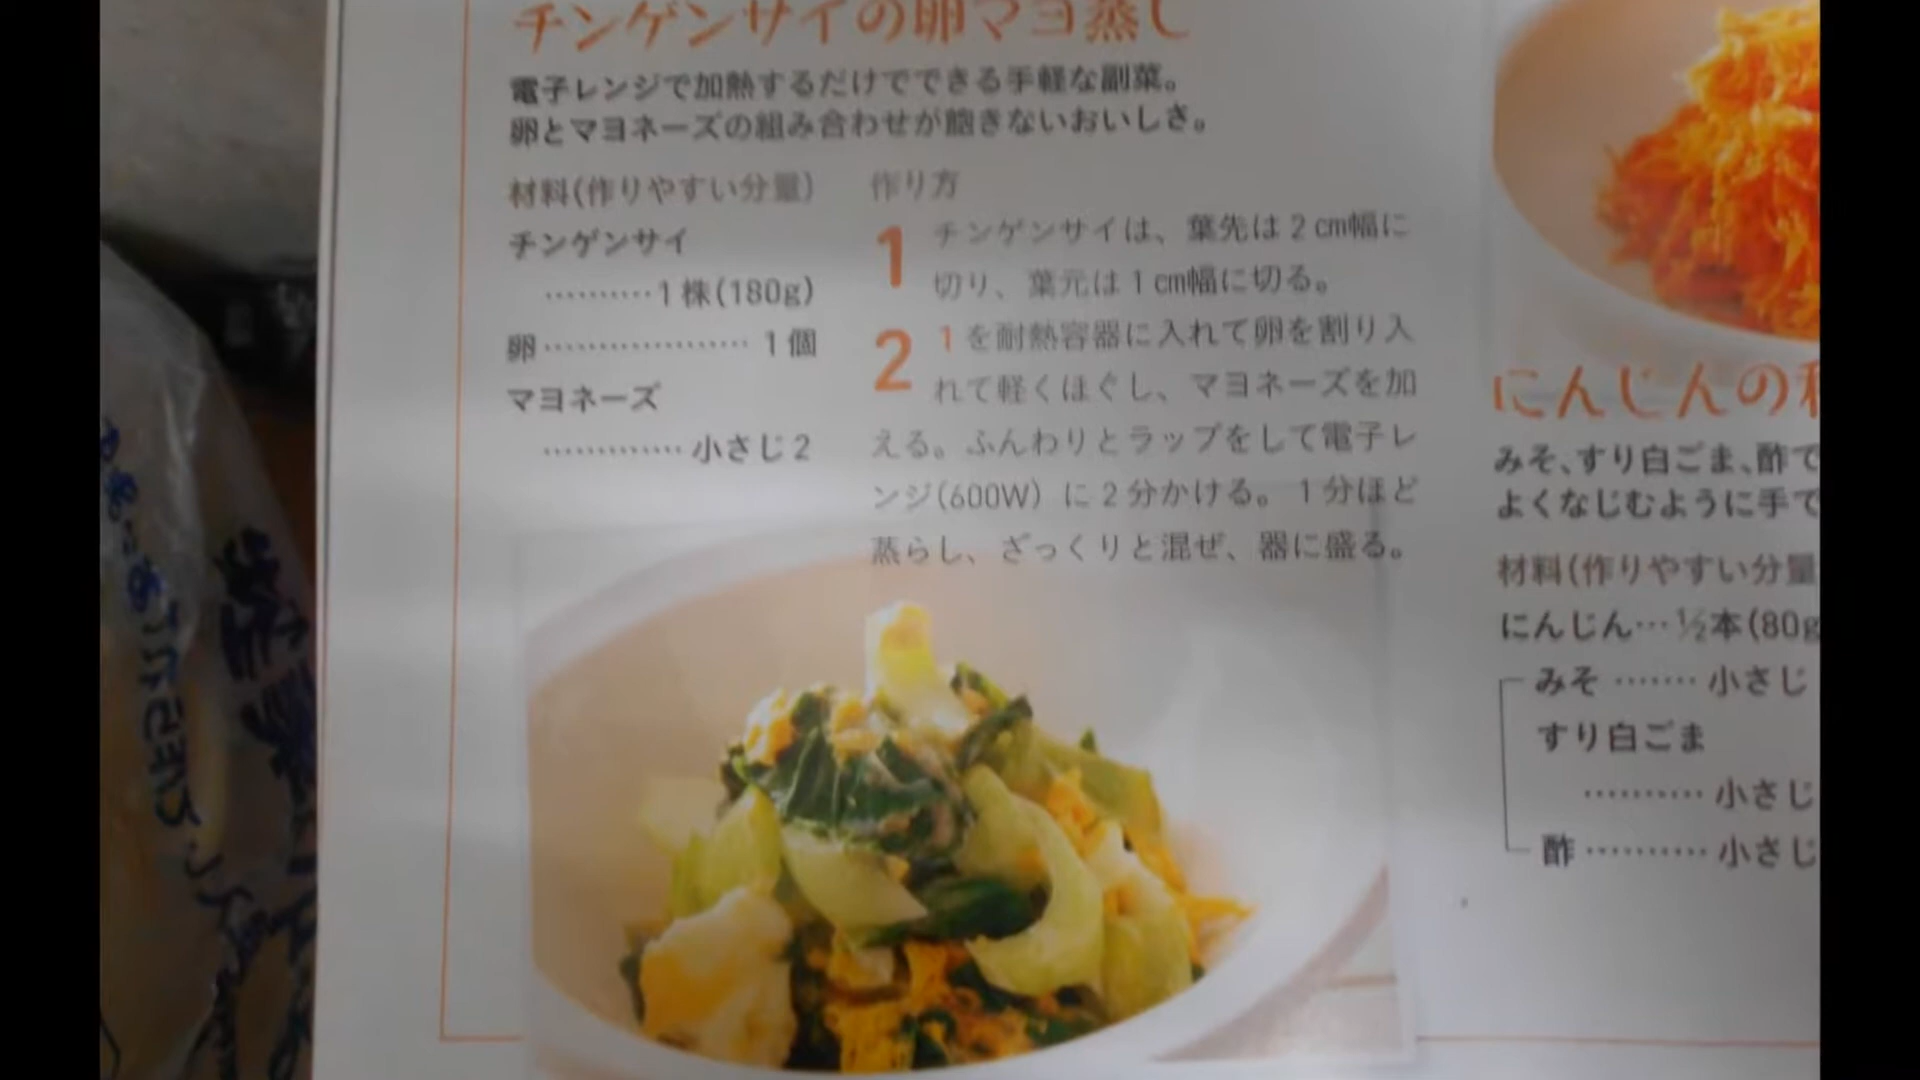 チンゲンサイの卵マヨ蒸し
電子レンジで加熱するだけでできる手軽な副菜。
卵とマヨネーズの組み合わせが飽きないおいしさ。
材料(作りやすい分量)
チンゲンサイ
…………1株(180g)
卵………………… 1個
マヨネーズ
…………… 小さじ2
作り方
1 チンゲンサイは、葉先は2cm幅に
切り、葉元は1cm幅に切る。
2 1を耐熱容器に入れて卵を割り入
れて軽くほぐし、マヨネーズを加
える。ふんわりとラップをして電子レ
ンジ(600W)に2分かける。1分ほど
蒸らし、ざっくりと混ぜ、器に盛る。
にんじんの
みそ、すり白ごま、酢で
よくなじむように手で
材料(作りやすい分量
にんじん…½本(80g
みそ ……… 小さじ
すり白ごま
………… 小さじ
酢 ………… 小さじ